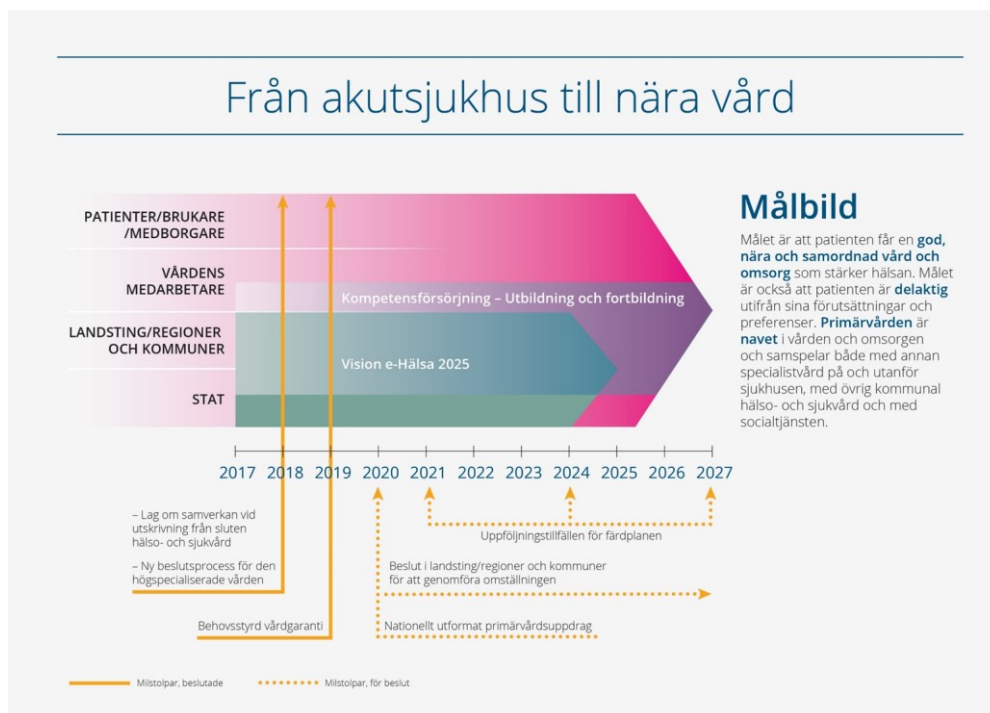 Från akutsjukhus till nära vård
PATIENTER/BRUKARE
/MEDBORGARE
VÅRDENS
MEDARBETARE
LANDSTING/REGIONER
OCH KOMMUNER
STAT
Kompetensförsörjning – Utbildning och fortbildning
Vision e-Hälsa 2025
Målbild
Målet är att patienten får en god,
nära och samordnad vård och
omsorg som stärker hälsan. Målet
är också att patienten är delaktig
utifrån sina förutsättningar och
preferenser. Primärvården är
navet i vården och omsorgen
och samspelar både med annan
specialistvård på och utanför
sjukhusen, med övrig kommunal
hälso- och sjukvård och med
socialtjänsten.
2017 2018 2019 2020 2021 2022 2023 2024 2025 2026 2027
– Lag om samverkan vid
utskrivning från sluten
hälso- och sjukvård
– Ny beslutsprocess för den
högspecialiserade vården
Behovsstyrd vårdgaranti
Uppföljningstillfällen för färdplanen
Beslut i landsting/regioner och kommuner
för att genomföra omställningen
Nationellt utformat primärvårdsuppdrag
Milstolpar, beslutade
Milstolpar, för beslut